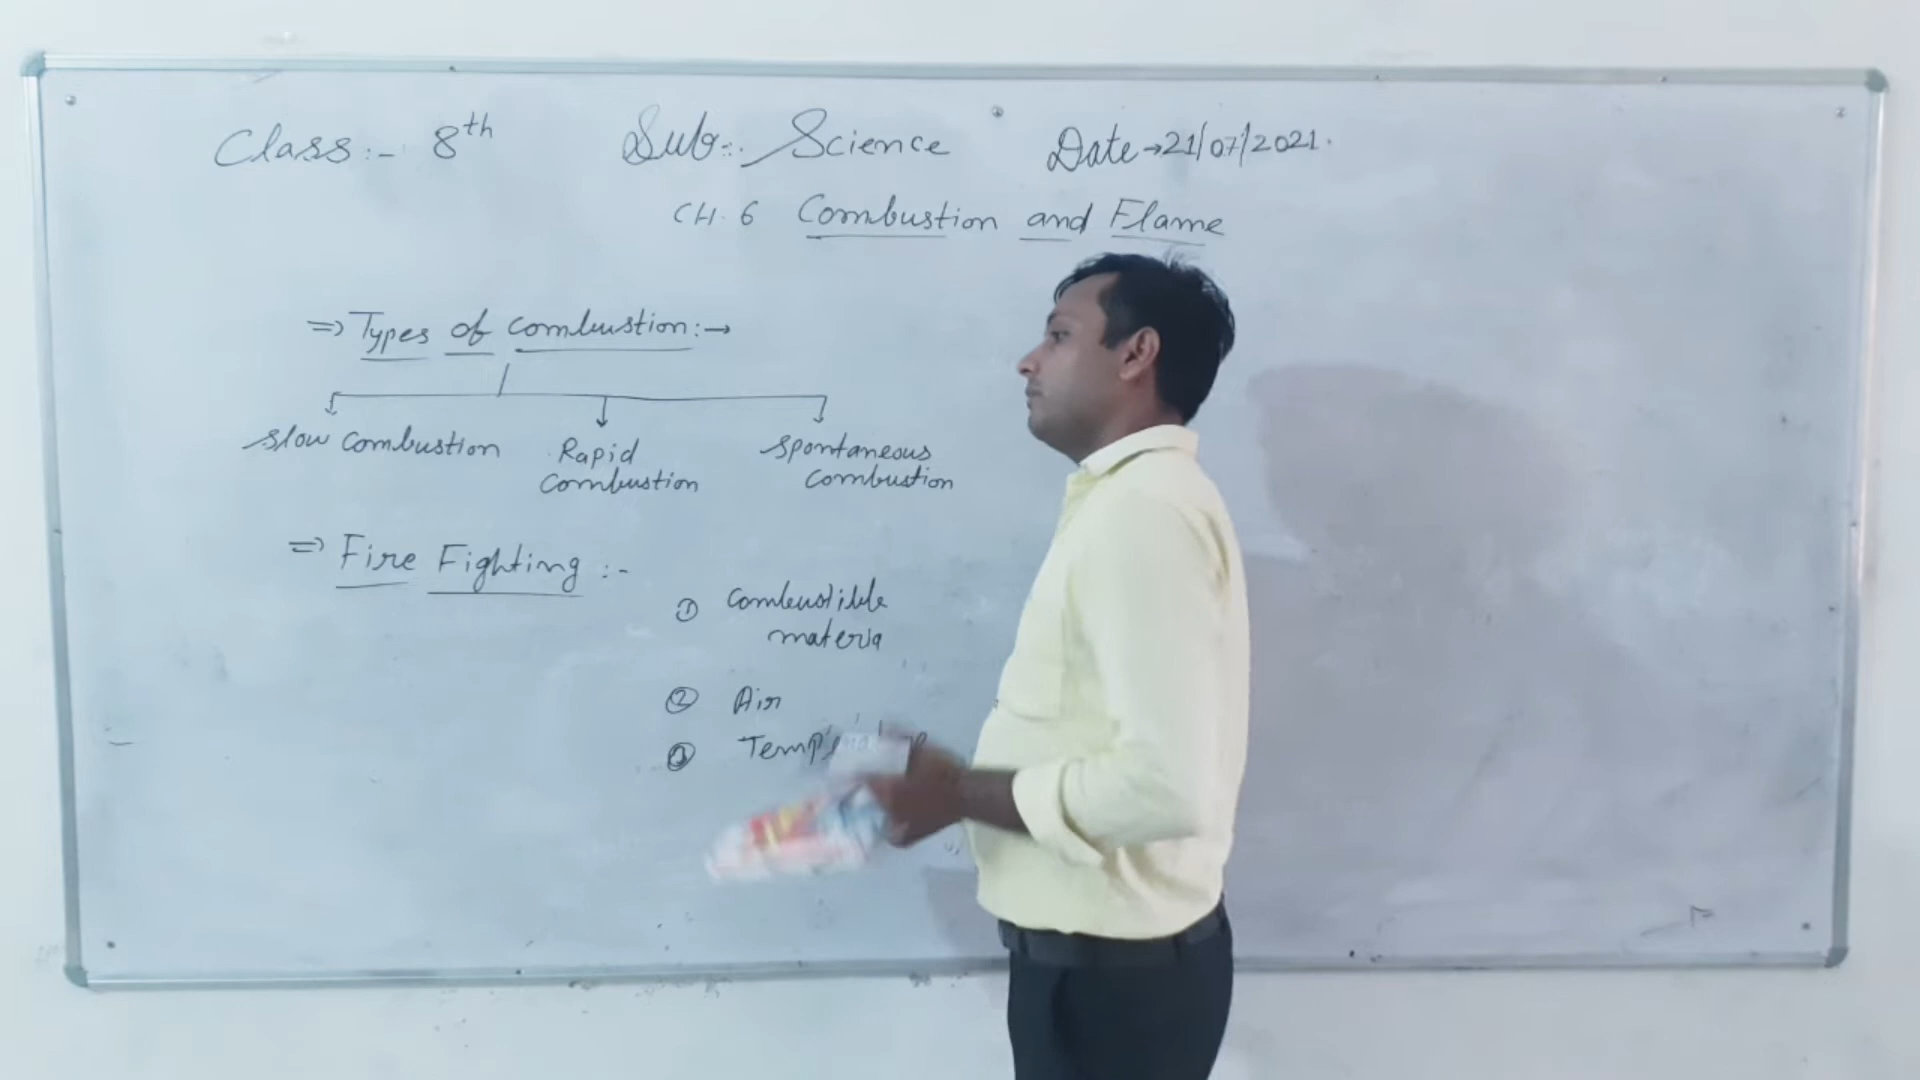 Class :- 8th Sub:- Science Date→21/07/2021.
CH. 6 Combustion and Flame
⇒ Types of combustion:→
slow combustion Rapid Combustion spontaneous combustion
⇒ Fire Fighting :-
① Combustible
materia
② Air
③